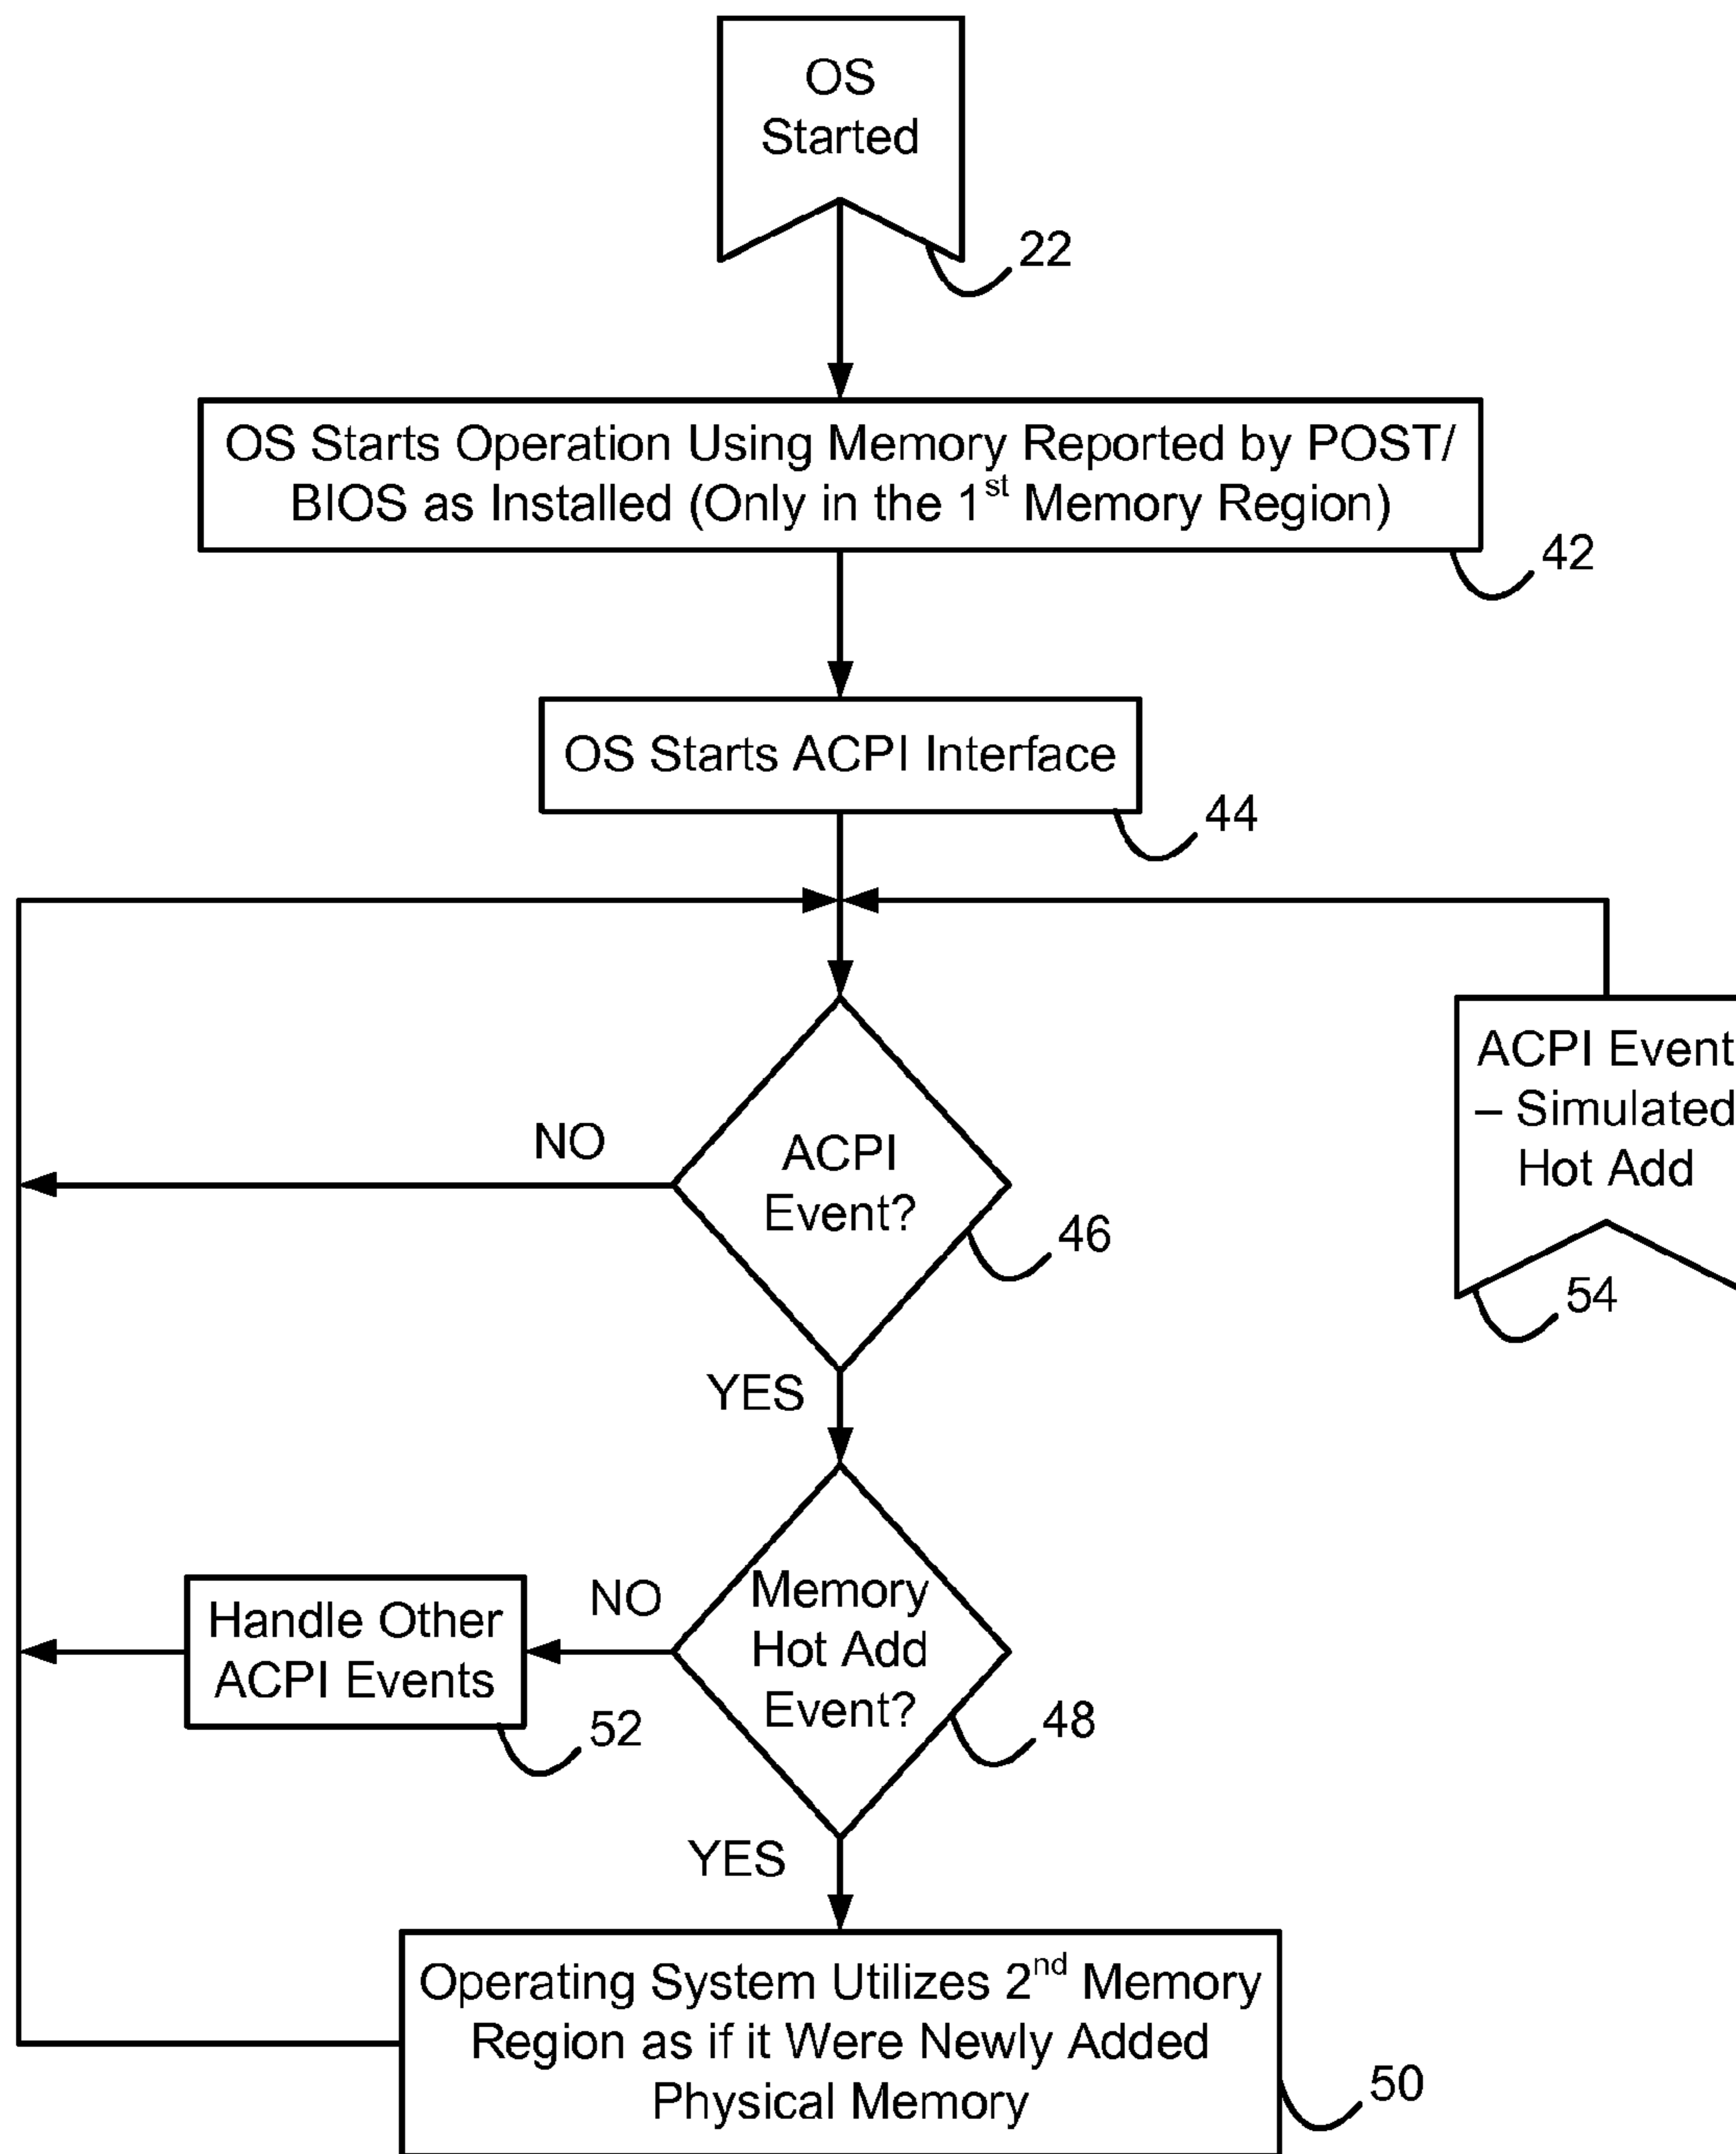 OS
Started
22
OS Starts Operation Using Memory Reported by POST/
BIOS as Installed (Only in the 1st Memory Region)
42
OS Starts ACPI Interface
44
ACPI Event
– Simulated
Hot Add
54
NO
ACPI
Event?
46
YES
Memory
Hot Add
Event?
48
NO
Handle Other
ACPI Events
52
YES
Operating System Utilizes 2nd Memory
Region as if it Were Newly Added
Physical Memory
50